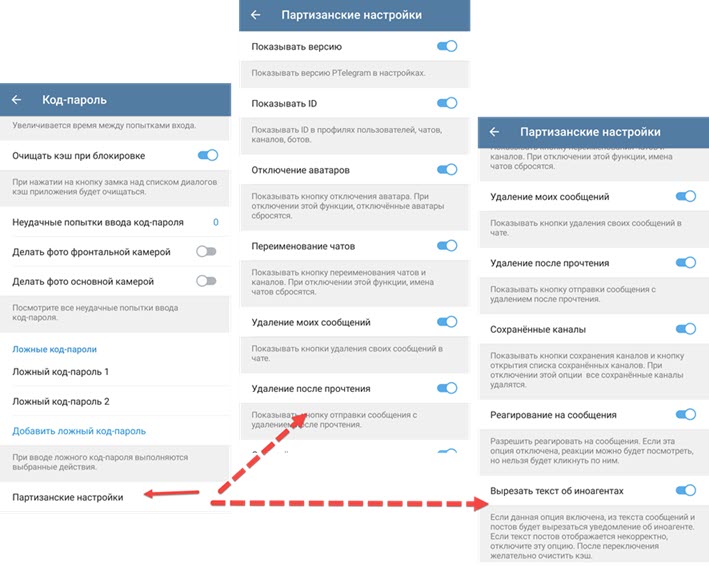 Код-пароль
Увеличивается время между попытками входа.
Очищать кэш при блокировке
При нажатии на кнопку замка над списком диалогов
кэш приложения будет очищаться.
Неудачные попытки ввода код-пароля 0
Делать фото фронтальной камерой
Делать фото основной камерой
Посмотрите все неудачные попытки ввода
код-пароля.
Ложные код-пароли
Ложный код-пароль 1
Ложный код-пароль 2
Добавить ложный код-пароль
При вводе ложного код-пароля выполняются
выбранные действия.
Партизанские настройки
Партизанские настройки
Показывать версию
Показывать версию PTelegram в настройках.
Показывать ID
Показывать ID в профилях пользователей, чатов,
каналов, ботов.
Отключение аватаров
Показывать кнопку отключения аватара. При
отключении этой функции, отключённые аватары
сбросятся.
Переименование чатов
Показывать кнопку переименования чатов и
каналов. При отключении этой функции, имена
чатов сбросятся.
Удаление моих сообщений
Показывать кнопки удаления своих сообщений в
чате.
Удаление после прочтения
Показывать кнопку отправки сообщения с
удалением после прочтения.
Партизанские настройки
Показывать кнопку переименования чатов и
каналов. При отключении этой функции, имена
чатов сбросятся.
Удаление моих сообщений
Показывать кнопки удаления своих сообщений в
чате.
Удаление после прочтения
Показывать кнопку отправки сообщения с
удалением после прочтения.
Сохранённые каналы
Показывать кнопки сохранения каналов и кнопку
открытия списка сохранённых каналов. При
отключении этой опции все сохранённые каналы
удалятся.
Реагирование на сообщения
Разрешить реагировать на сообщения. Если эта
опция отключена, реакции можно будет посмотреть,
но нельзя будет кликнуть по ним.
Вырезать текст об иноагентах
Если данная опция включена, из текста сообщений и
постов будет вырезаться уведомление об иноагенте.
Если текст постов отображается некорректно,
отключите эту опцию. После переключения
желательно очистить кэш.